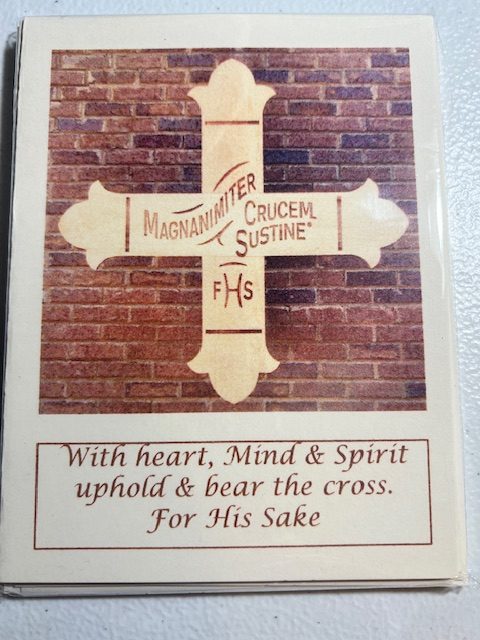 MAGNANIMITER
CRUCEM
SUSTINE®
FHS
With heart, Mind & Spirit
uphold & bear the cross.
For His Sake